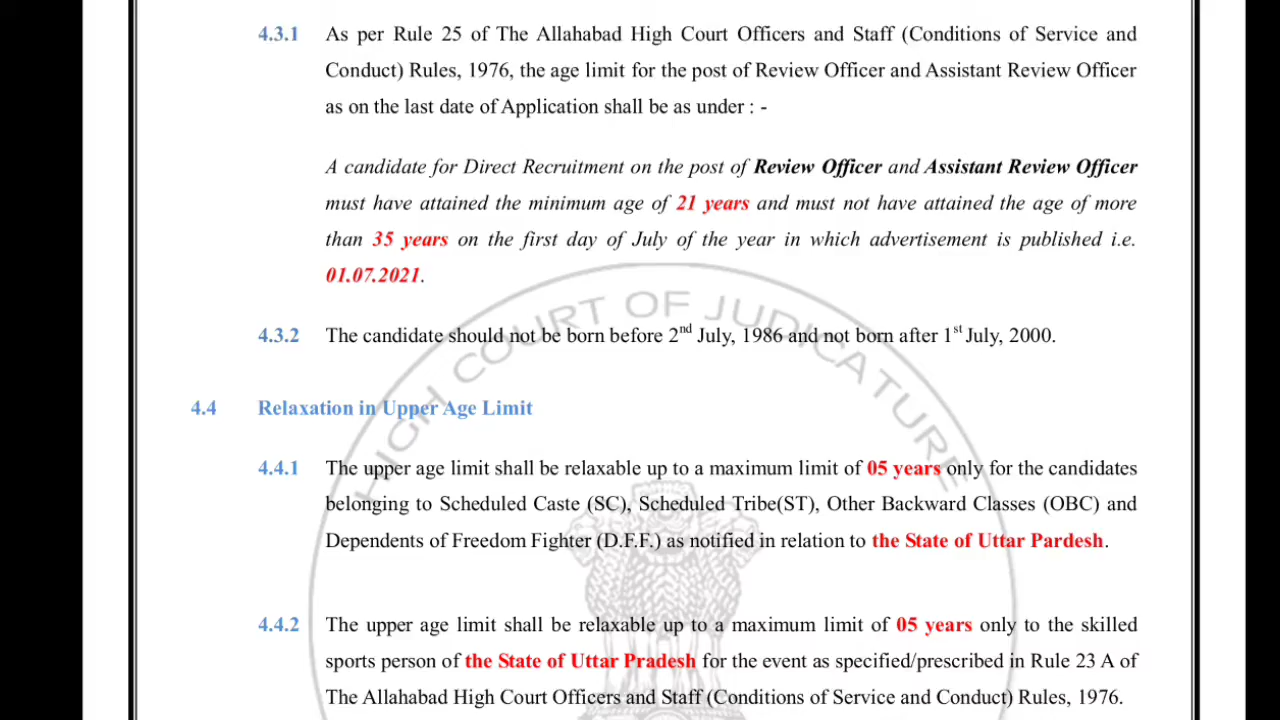 4.3.1 As per Rule 25 of The Allahabad High Court Officers and Staff (Conditions of Service and
Conduct) Rules, 1976, the age limit for the post of Review Officer and Assistant Review Officer
as on the last date of Application shall be as under : -
A candidate for Direct Recruitment on the post of Review Officer and Assistant Review Officer
must have attained the minimum age of 21 years and must not have attained the age of more
than 35 years on the first day of July of the year in which advertisement is published i.e.
01.07.2021.
HIGH COURT OF JUDICATURE
4.3.2 The candidate should not be born before 2nd July, 1986 and not born after 1st July, 2000.
4.4 Relaxation in Upper Age Limit
4.4.1 The upper age limit shall be relaxable up to a maximum limit of 05 years only for the candidates
belonging to Scheduled Caste (SC), Scheduled Tribe(ST), Other Backward Classes (OBC) and
Dependents of Freedom Fighter (D.F.F.) as notified in relation to the State of Uttar Pardesh.
4.4.2 The upper age limit shall be relaxable up to a maximum limit of 05 years only to the skilled
sports person of the State of Uttar Pradesh for the event as specified/prescribed in Rule 23 A of
The Allahabad High Court Officers and Staff (Conditions of Service and Conduct) Rules, 1976.